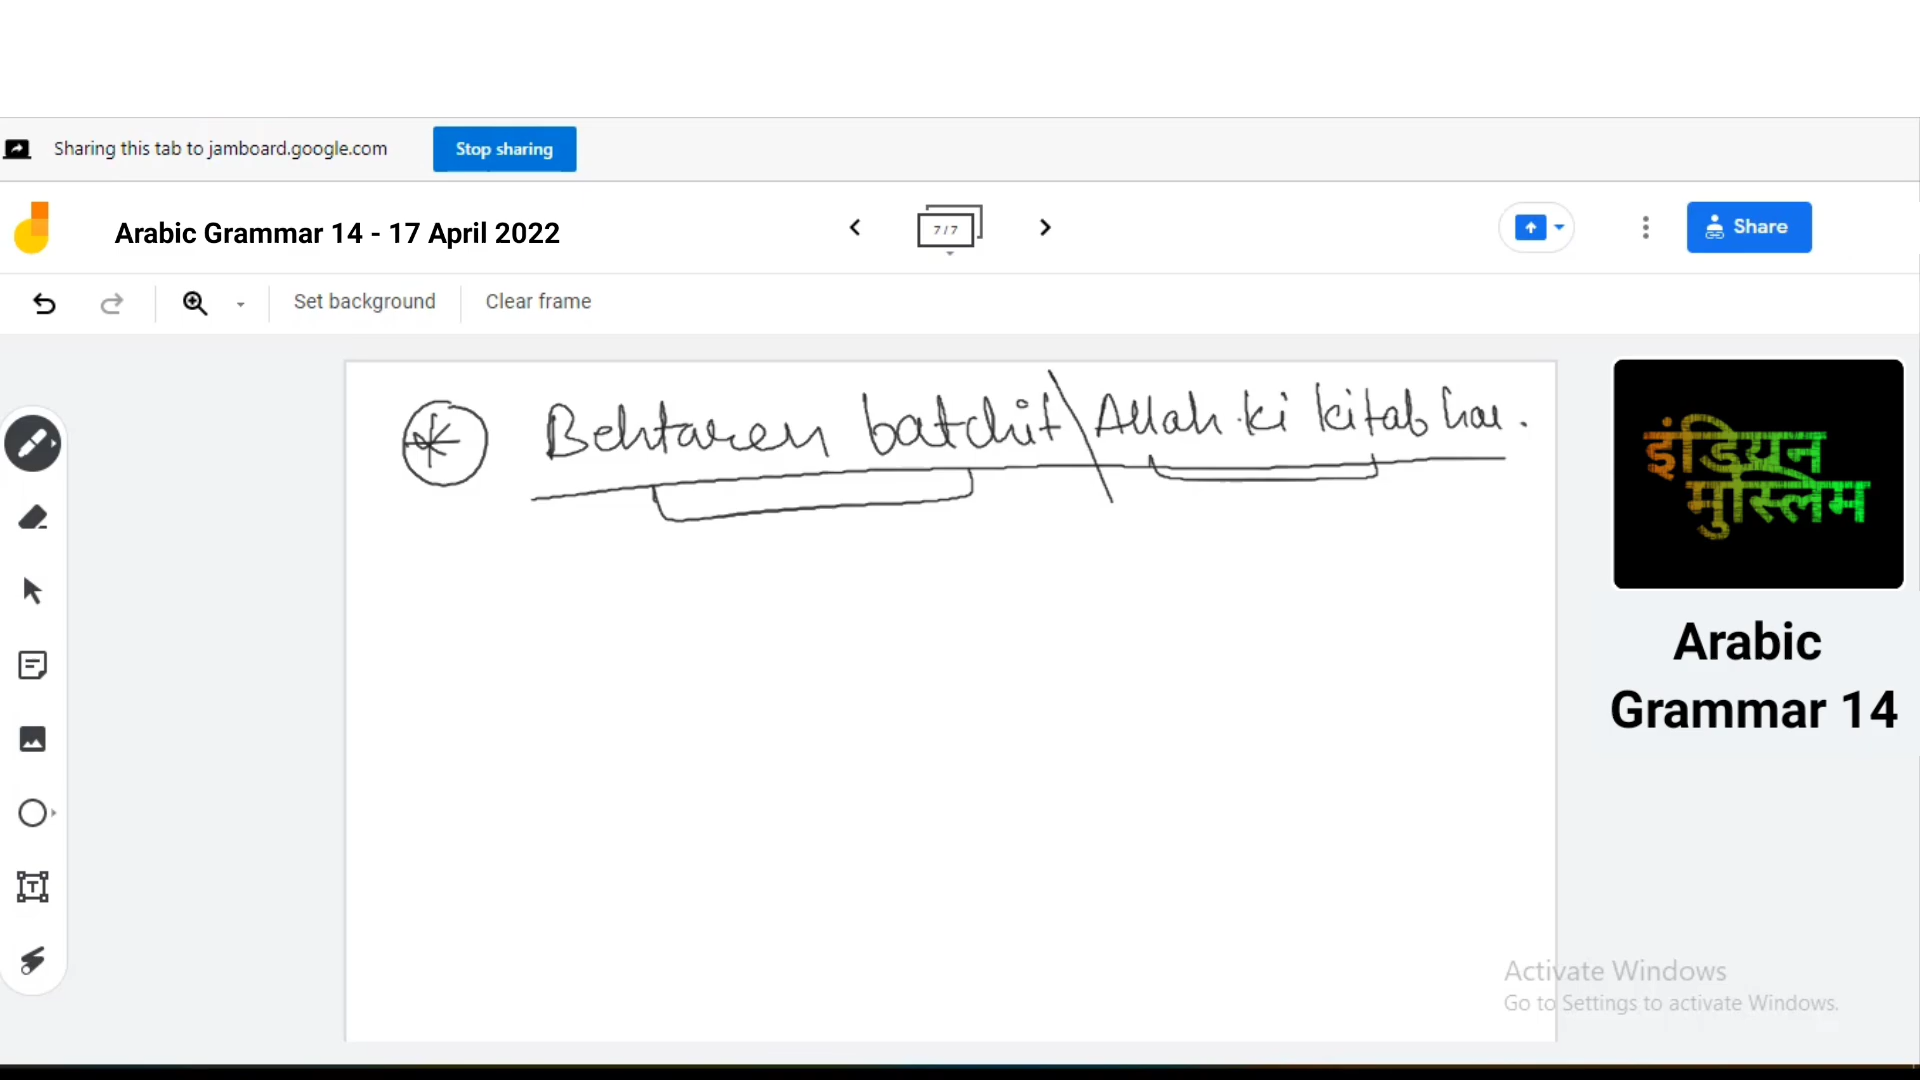 Sharing this tab to jamboard.google.com
Stop sharing
Arabic Grammar 14 - 17 April 2022
7/7
Share
Set background
Clear frame
Behtareen batchit \ Allah ki kitab hai.
इंडियन
मुस्लिम
Arabic
Grammar 14
Activate Windows
Go to Settings to activate Windows.